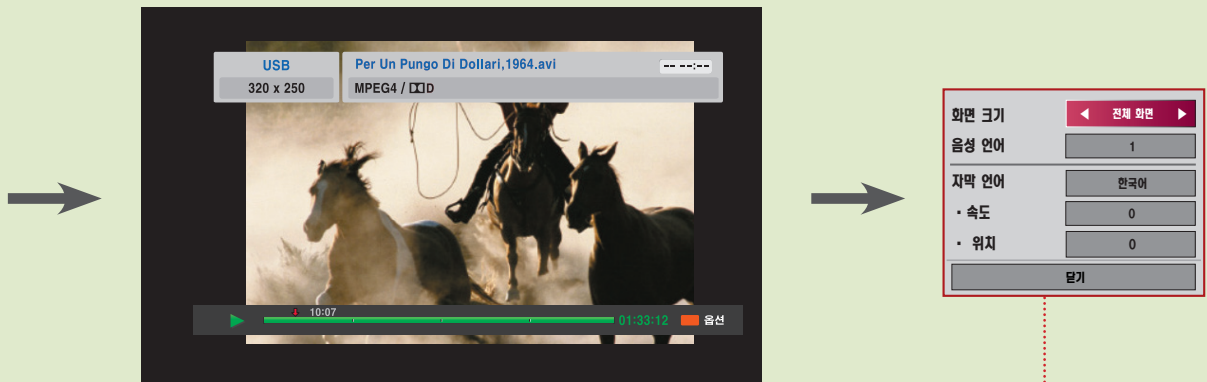 USB
320 x 250
Per Un Pungo Di Dollari,1964.avi
-- --:--
MPEG4 / D
10:07
01:33:12
옵션
화면 크기 ◀ 전체 화면 ▶
음성 언어 1
자막 언어 한국어
• 속도 0
• 위치 0
닫기